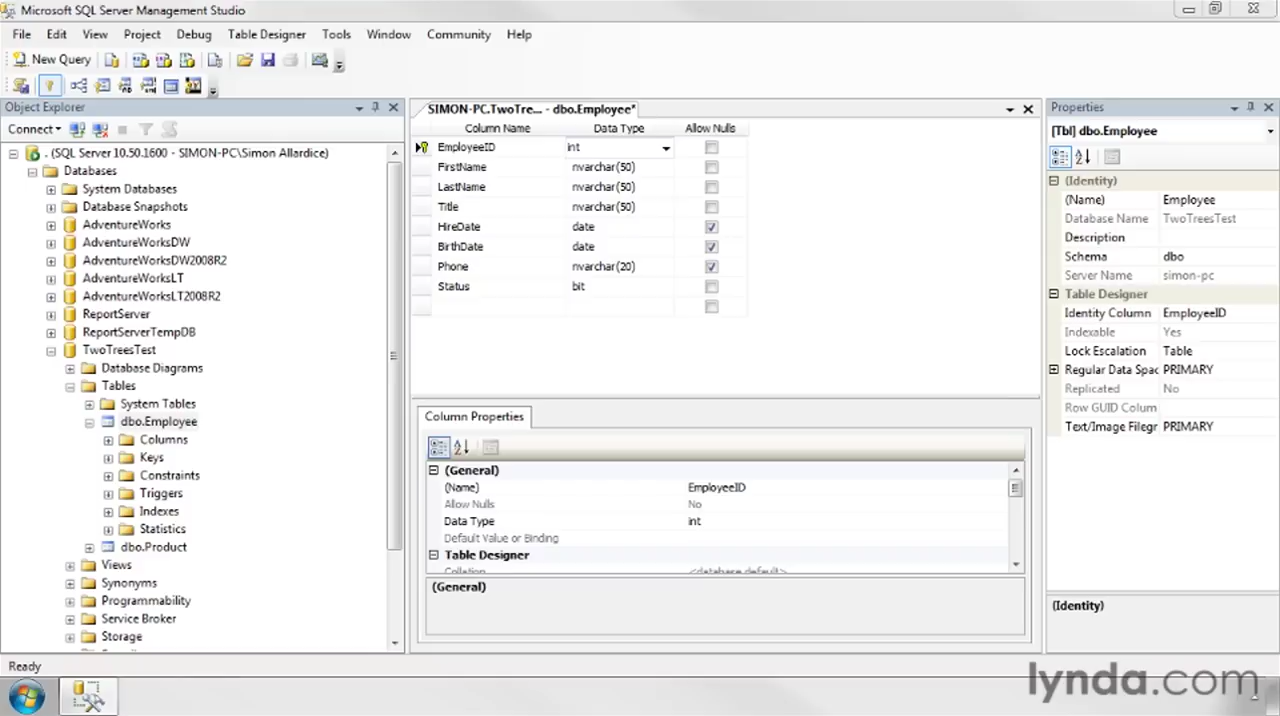 Microsoft SQL Server Management Studio
File Edit View Project Debug Table Designer Tools Window Community Help
New Query
Object Explorer
Connect
. (SQL Server 10.50.1600 - SIMON-PC\Simon Allardice)
Databases
System Databases
Database Snapshots
AdventureWorks
AdventureWorksDW
AdventureWorksDW2008R2
AdventureWorksLT
AdventureWorksLT2008R2
ReportServer
ReportServerTempDB
TwoTreesTest
Database Diagrams
Tables
System Tables
dbo.Employee
Columns
Keys
Constraints
Triggers
Indexes
Statistics
dbo.Product
Views
Synonyms
Programmability
Service Broker
Storage
SIMON-PC.TwoTre... - dbo.Employee*
Column Name Data Type Allow Nulls
EmployeeID int
FirstName nvarchar(50)
LastName nvarchar(50)
Title nvarchar(50)
HireDate date
BirthDate date
Phone nvarchar(20)
Status bit
Column Properties
(General)
(Name) EmployeeID
Allow Nulls No
Data Type int
Default Value or Binding
Table Designer
Collation <database default>
(General)
Properties
[Tbl] dbo.Employee
(Identity)
(Name) Employee
Database Name TwoTreesTest
Description
Schema dbo
Server Name simon-pc
Table Designer
Identity Column EmployeeID
Indexable Yes
Lock Escalation Table
Regular Data Spac PRIMARY
Replicated No
Row GUID Colum
Text/Image Filegr PRIMARY
(Identity)
Ready
lynda.com